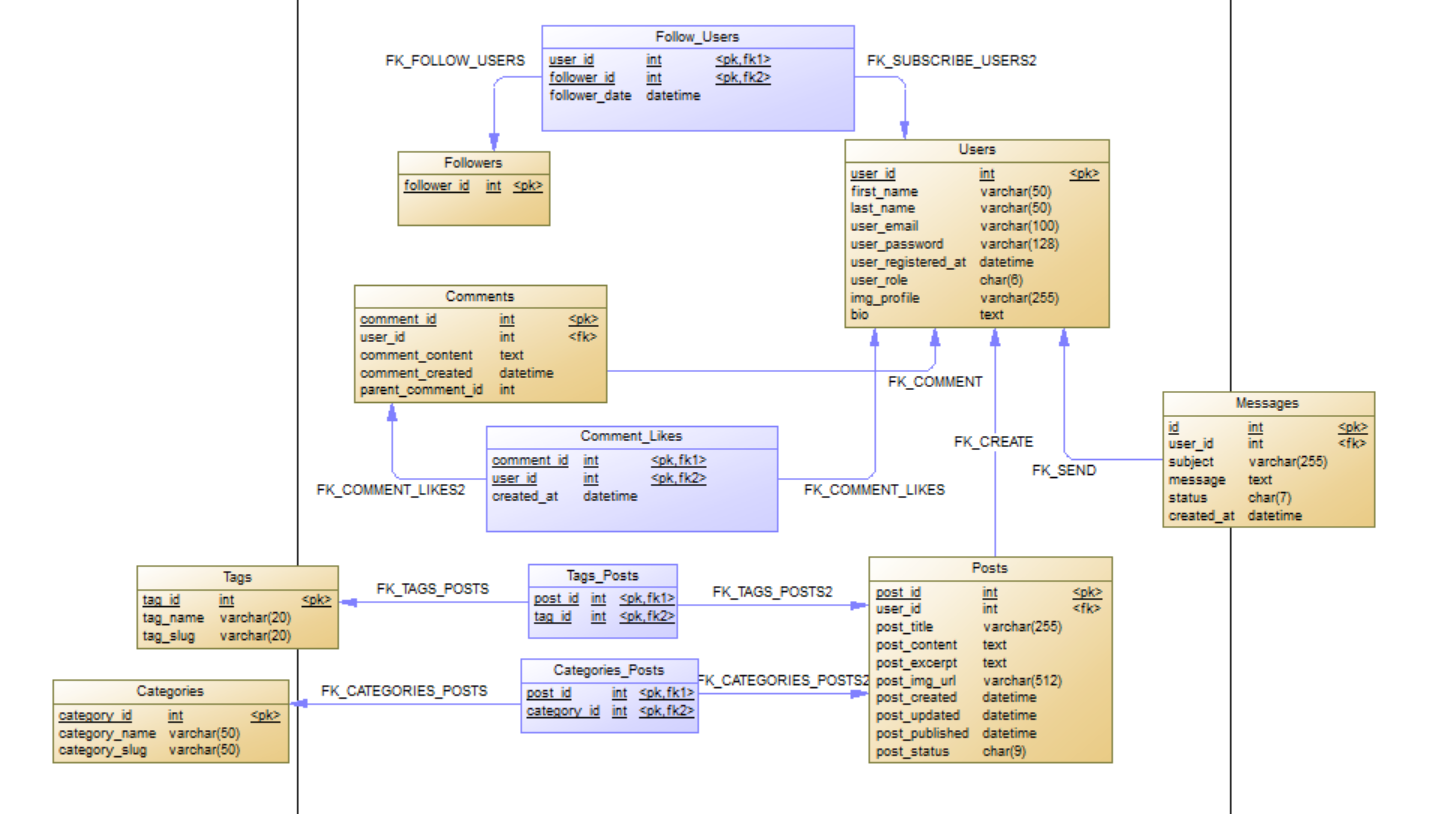 Follow_Users
user_id int <pk,fk1>
follower_id int <pk,fk2>
follower_date datetime
FK_FOLLOW_USERS
FK_SUBSCRIBE_USERS2
Followers
follower_id int <pk>
Users
user_id int <pk>
first_name varchar(50)
last_name varchar(50)
user_email varchar(100)
user_password varchar(128)
user_registered_at datetime
user_role char(6)
img_profile varchar(255)
bio text
Comments
comment_id int <pk>
user_id int <fk>
comment_content text
comment_created datetime
parent_comment_id int
FK_COMMENT
Messages
id int <pk>
user_id int <fk>
subject varchar(255)
message text
status char(7)
created_at datetime
Comment_Likes
comment_id int <pk,fk1>
user_id int <pk,fk2>
created_at datetime
FK_CREATE
FK_SEND
FK_COMMENT_LIKES2
FK_COMMENT_LIKES
Tags
tag_id int <pk>
tag_name varchar(20)
tag_slug varchar(20)
FK_TAGS_POSTS
Tags_Posts
post_id int <pk,fk1>
tag_id int <pk,fk2>
FK_TAGS_POSTS2
Posts
post_id int <pk>
user_id int <fk>
post_title varchar(255)
post_content text
post_excerpt text
post_img_url varchar(512)
post_created datetime
post_updated datetime
post_published datetime
post_status char(9)
Categories
category_id int <pk>
category_name varchar(50)
category_slug varchar(50)
FK_CATEGORIES_POSTS
Categories_Posts
post_id int <pk,fk1>
category_id int <pk,fk2>
FK_CATEGORIES_POSTS2